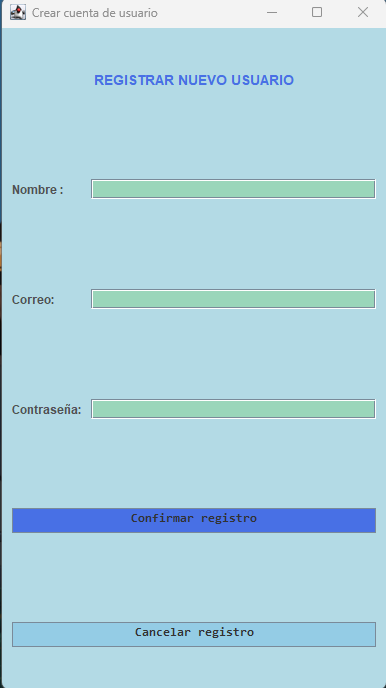 Crear cuenta de usuario
REGISTRAR NUEVO USUARIO
Nombre :
Correo:
Contraseña:
Confirmar registro
Cancelar registro